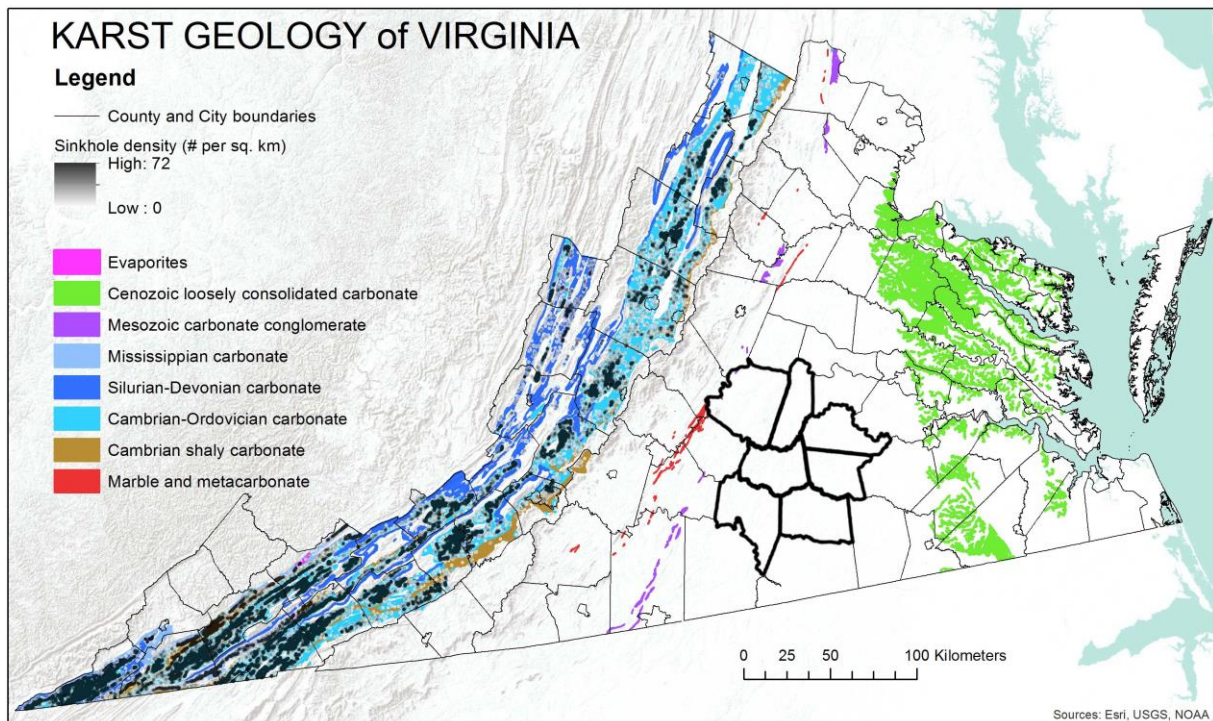 KARST GEOLOGY of VIRGINIA
Legend
County and City boundaries
Sinkhole density (# per sq. km)
High: 72
Low : 0
Evaporites
Cenozoic loosely consolidated carbonate
Mesozoic carbonate conglomerate
Mississippian carbonate
Silurian-Devonian carbonate
Cambrian-Ordovician carbonate
Cambrian shaly carbonate
Marble and metacarbonate
0 25 50 100 Kilometers
Sources: Esri, USGS, NOAA